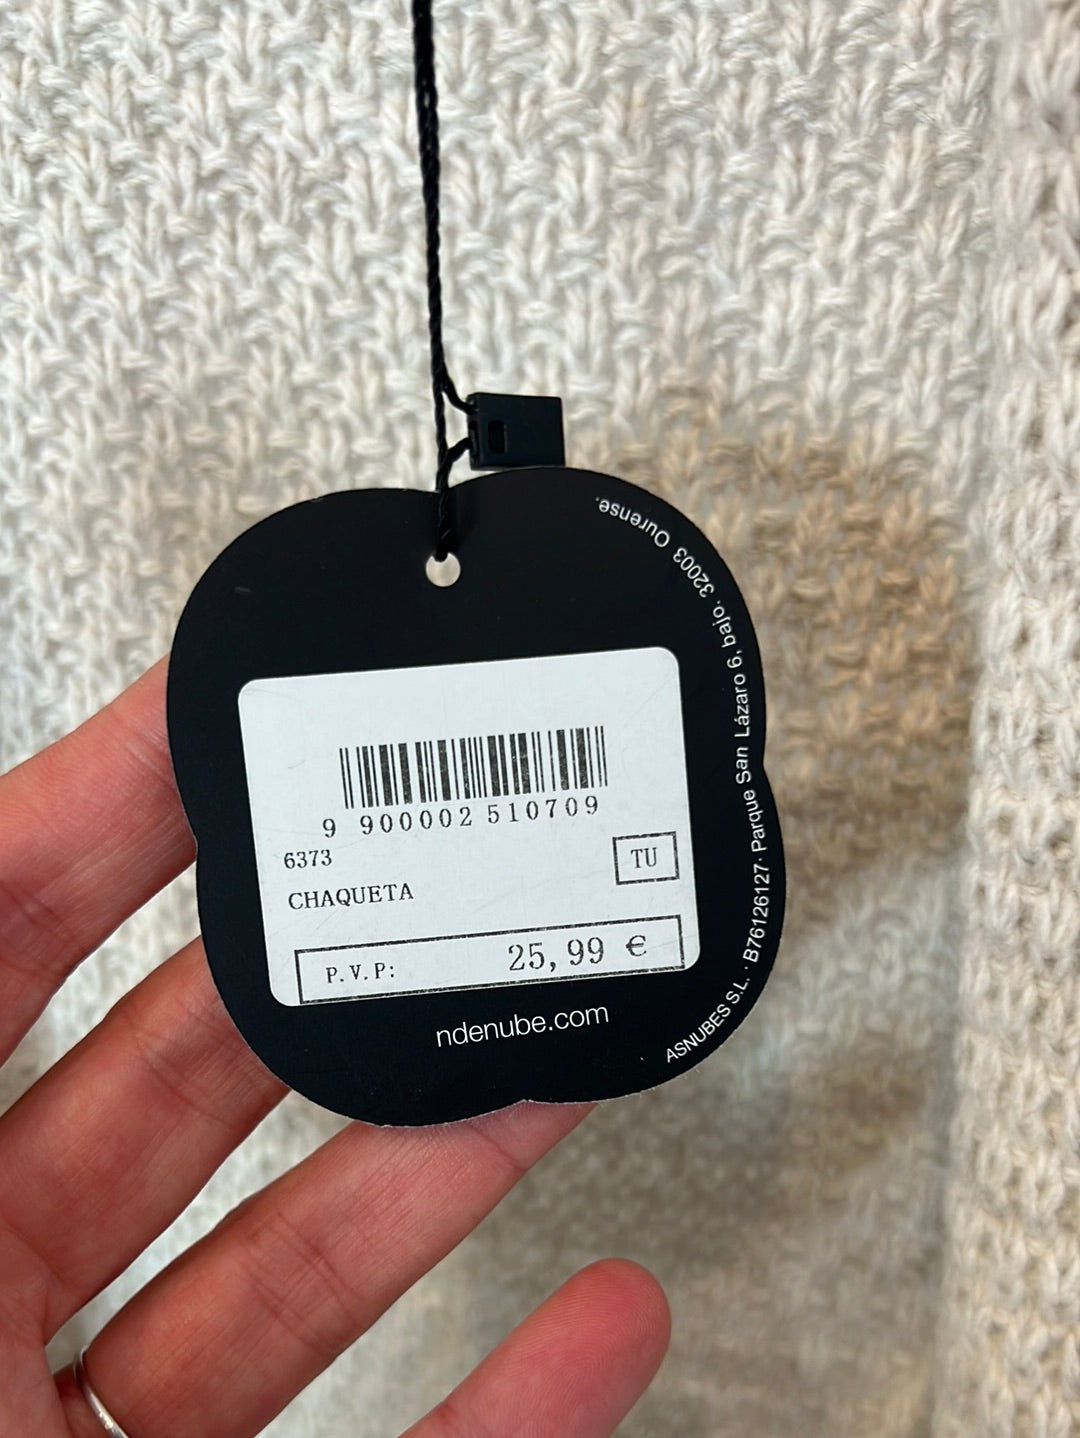 9 900002 510709
6373
TU
CHAQUETA
P.V.P: 25,99 €
ndenube.com
ASNUBES S.L. · B76126127· Parque San Lázaro 6, bajo. 32003 Ourense.